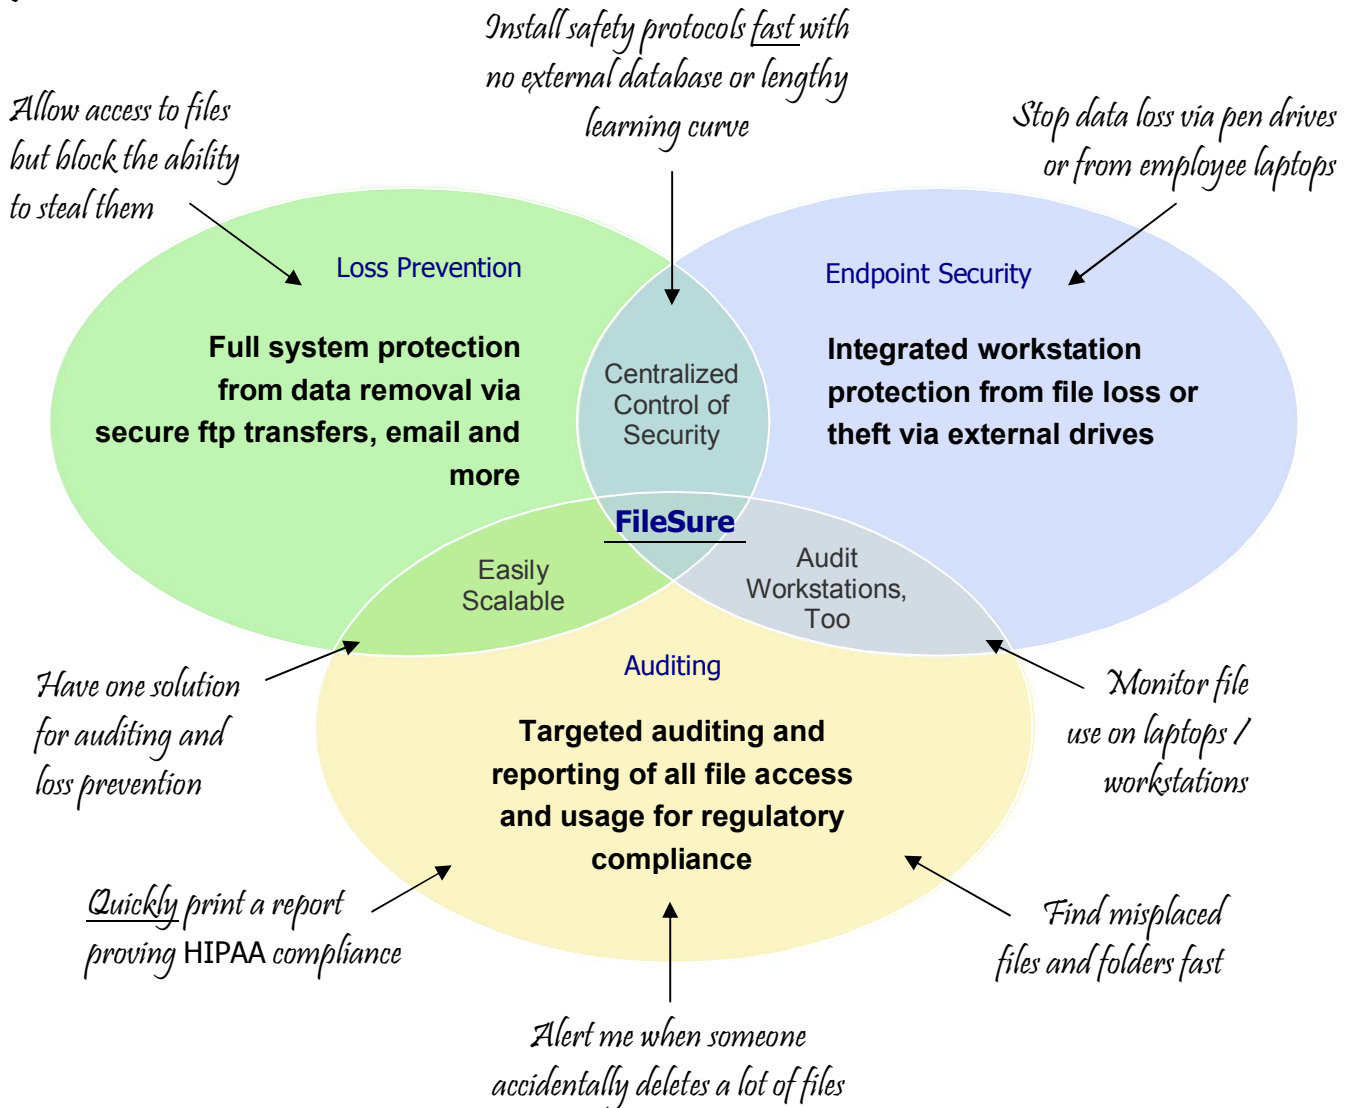 Install safety protocols fast with
no external database or lengthy
learning curve
Allow access to files
but block the ability
to steal them
Stop data loss via pen drives
or from employee laptops
Loss Prevention
Full system protection
from data removal via
secure ftp transfers, email and
more
Centralized
Control of
Security
Endpoint Security
Integrated workstation
protection from file loss or
theft via external drives
FileSure
Easily
Scalable
Audit
Workstations,
Too
Have one solution
for auditing and
loss prevention
Auditing
Targeted auditing and
reporting of all file access
and usage for regulatory
compliance
Monitor file
use on laptops /
workstations
Quickly print a report
proving HIPAA compliance
Find misplaced
files and folders fast
Alert me when someone
accidentally deletes a lot of files